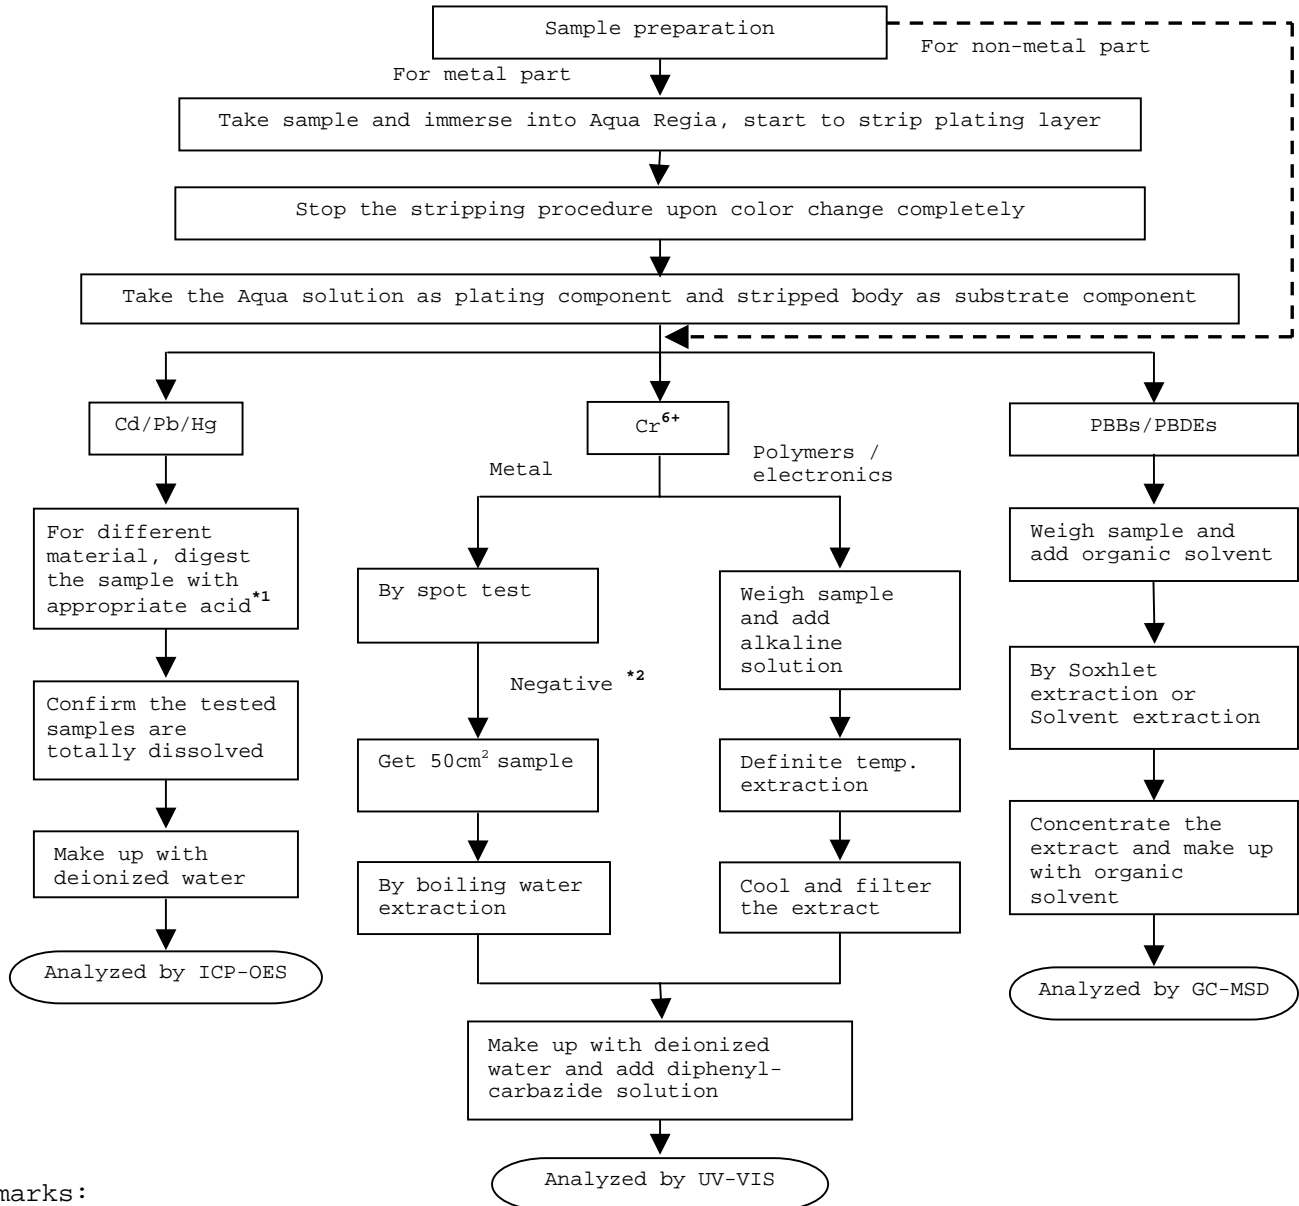 Sample preparation
For non-metal part
For metal part
Take sample and immerse into Aqua Regia, start to strip plating layer
Stop the stripping procedure upon color change completely
Take the Aqua solution as plating component and stripped body as substrate component
Cd/Pb/Hg
Cr⁶⁺
PBBs/PBDEs
Metal
Polymers /
electronics
For different
material, digest
the sample with
appropriate acid*1
Confirm the tested
samples are
totally dissolved
Make up with
deionized water
Analyzed by ICP-OES
By spot test
Negative *2
Get 50cm² sample
By boiling water
extraction
Weigh sample
and add
alkaline
solution
Definite temp.
extraction
Cool and filter
the extract
Make up with deionized
water and add diphenyl-
carbazide solution
Analyzed by UV-VIS
Weigh sample and
add organic solvent
By Soxhlet
extraction or
Solvent extraction
Concentrate the
extract and make up
with organic
solvent
Analyzed by GC-MSD
marks: